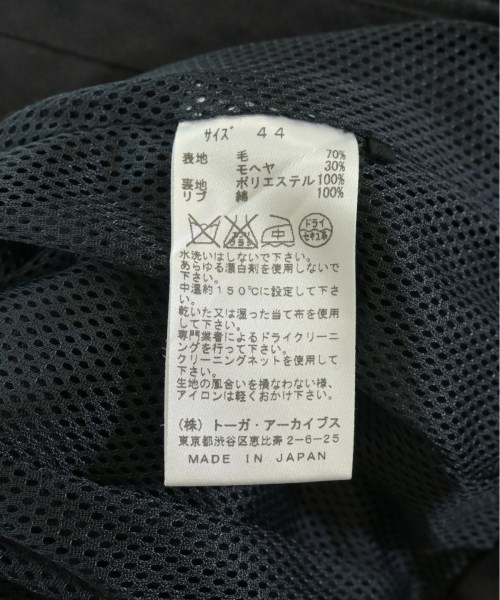 サイズ 44
表地 毛 70%
モヘヤ 30%
裏地 ポリエステル 100%
リブ 綿 100%
中 ドライ セキユ系
水洗いはしないで下さい。
あらゆる漂白剤を使用しないで
下さい。
中温約150℃に設定して下さ
い。
乾いた又は湿った当て布を使用
して下さい。
専門業者によるドライクリーニ
ングを行って下さい。
クリーニングネットを使用して
下さい。
生地の風合いを損なわない様、
アイロンは軽くおかけ下さい。
(株) トーガ・アーカイブス
東京都渋谷区恵比寿2-6-25
MADE IN JAPAN